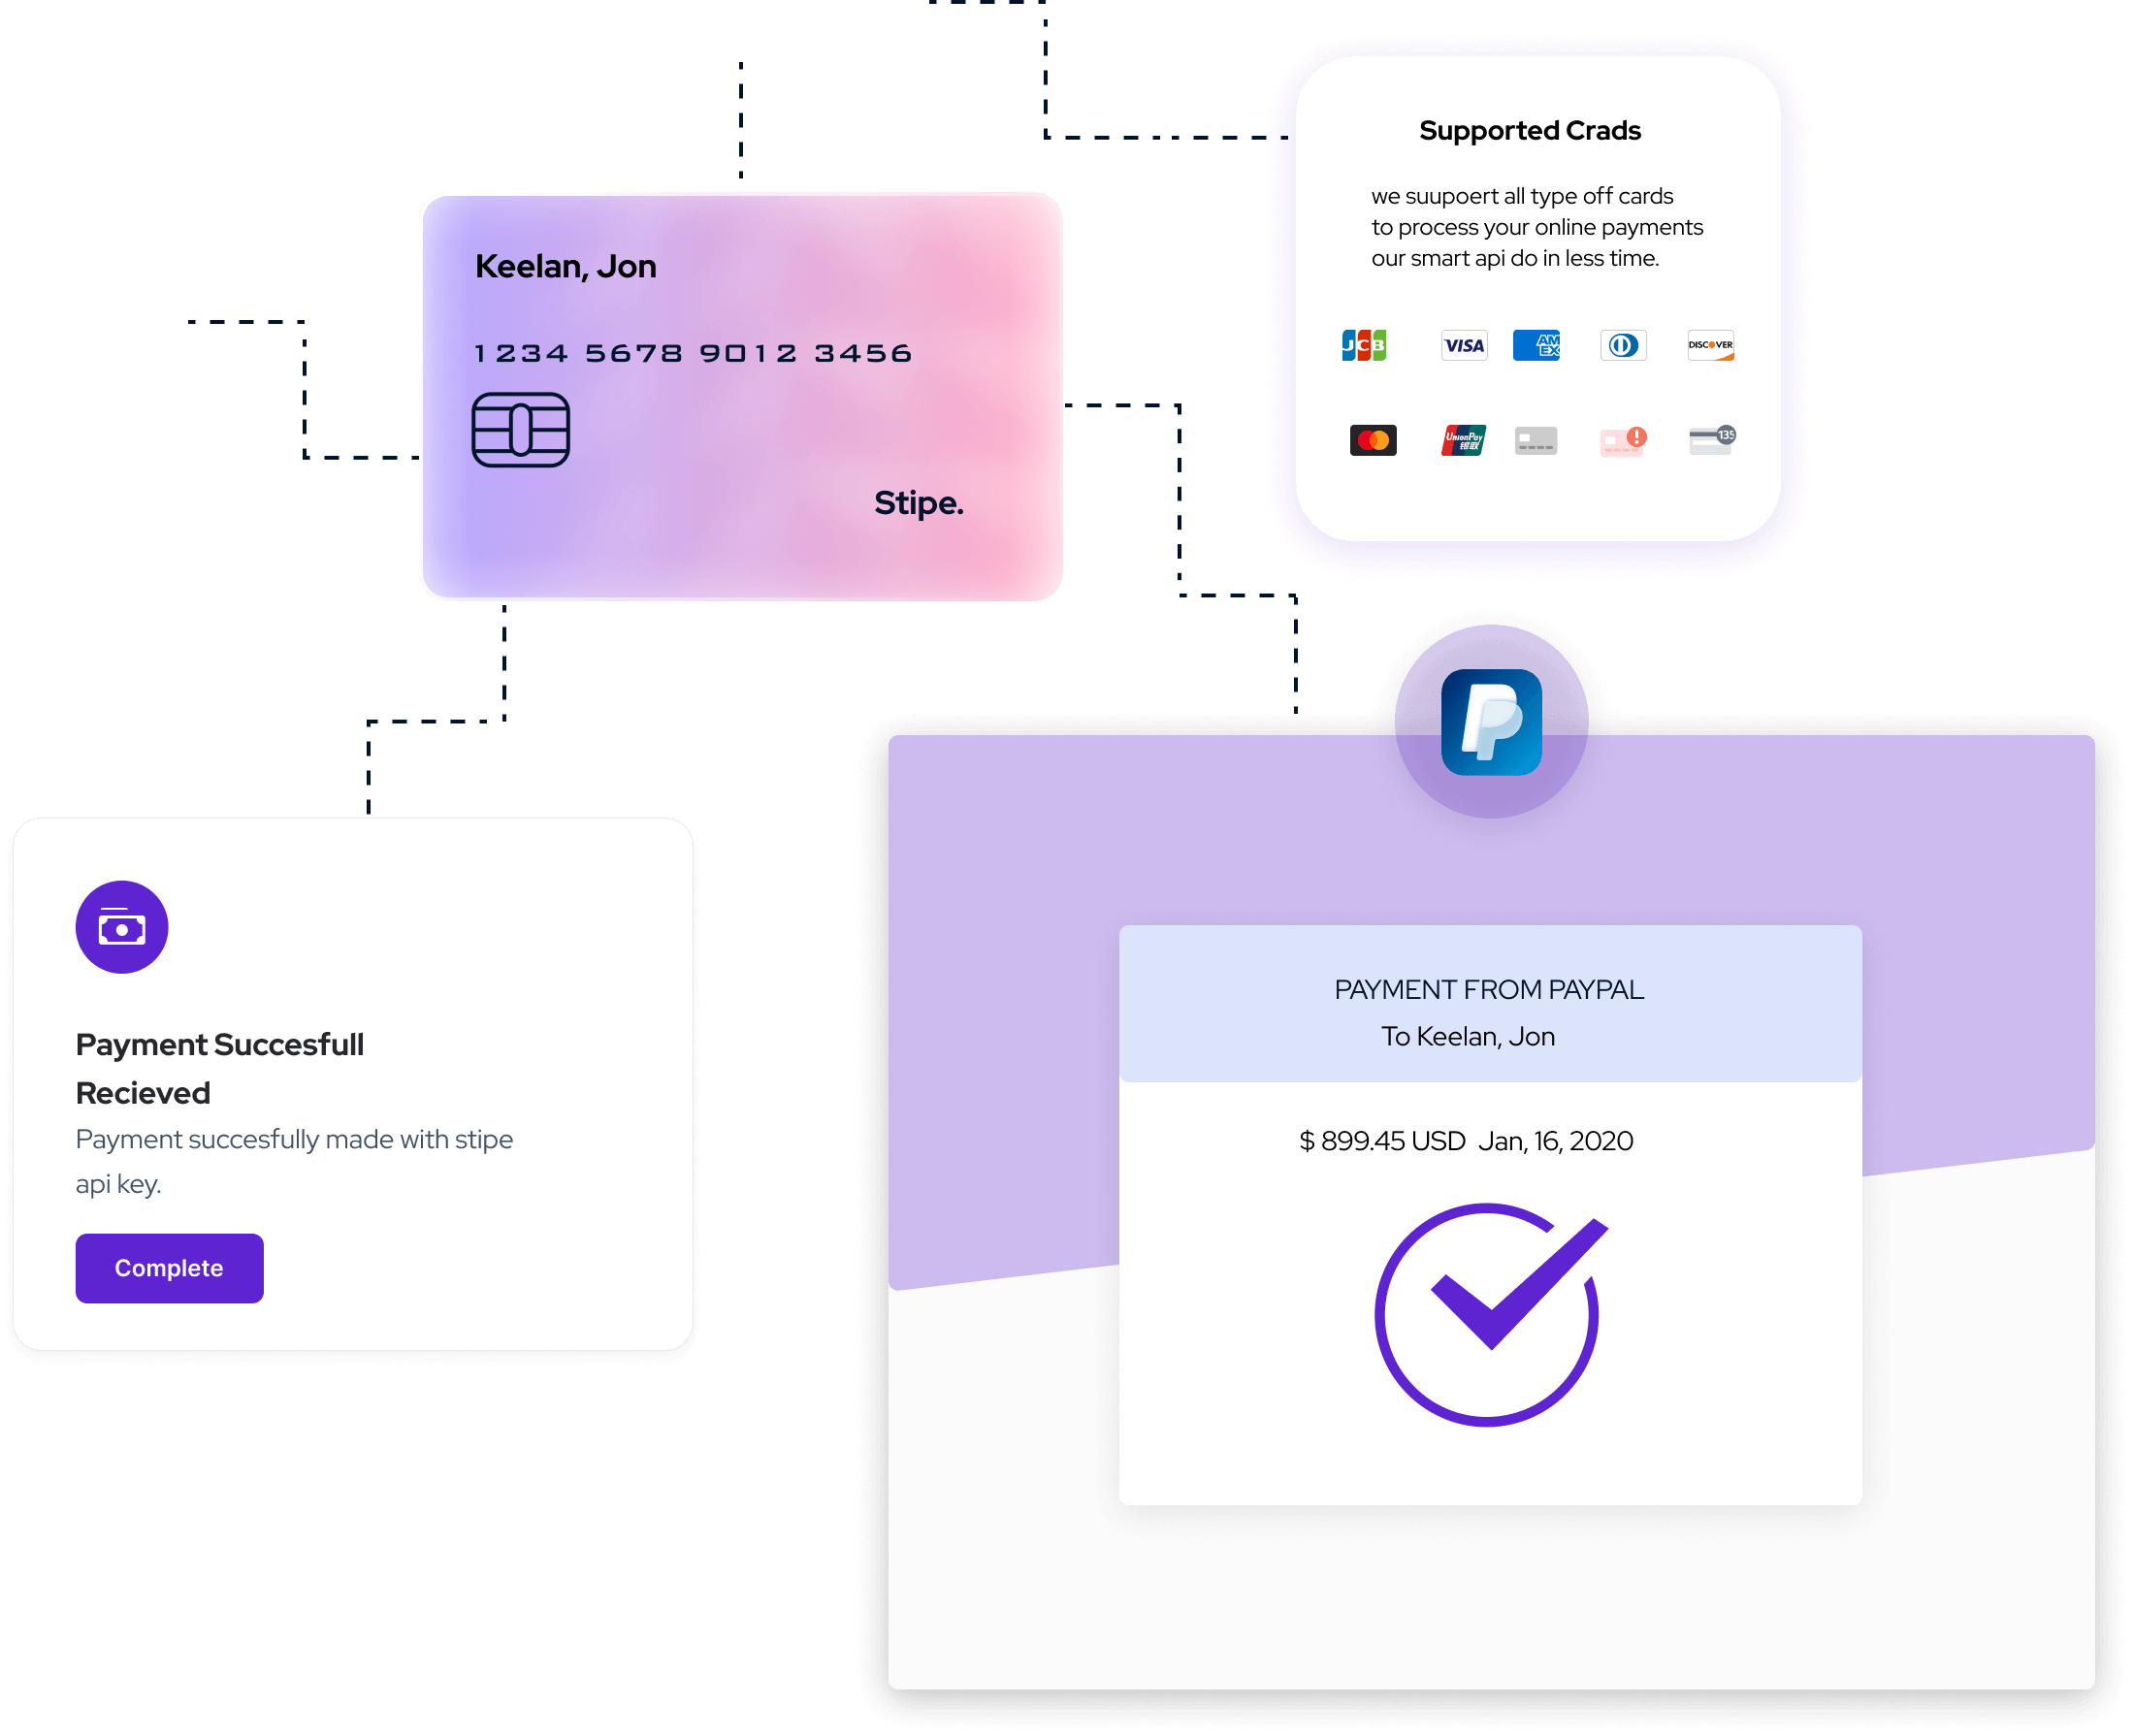 Supported Crads
we suupoert all type off cards
to process your online payments
our smart api do in less time.
JCB VISA AM EX DISCOVER
UnionPay 银联 135
Keelan, Jon
1234 5678 9012 3456
Stipe.
Payment Succesfull
Recieved
Payment succesfully made with stipe
api key.
Complete
PAYMENT FROM PAYPAL
To Keelan, Jon
$ 899.45 USD Jan, 16, 2020